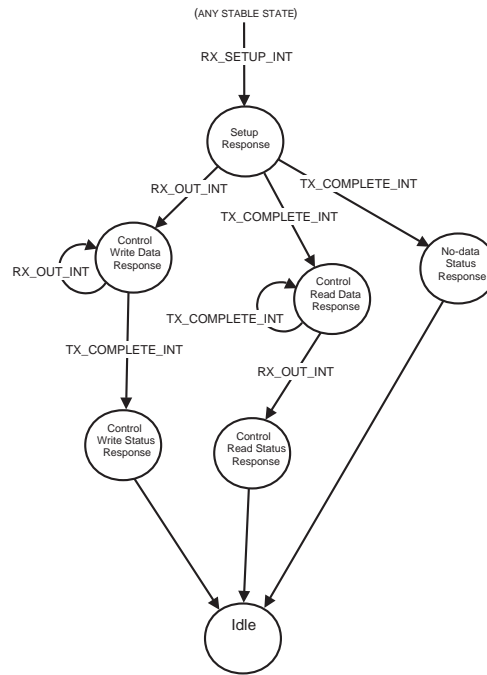 (ANY STABLE STATE)
RX_SETUP_INT
Setup
Response
RX_OUT_INT
TX_COMPLETE_INT
TX_COMPLETE_INT
Control
Write Data
Response
RX_OUT_INT
Control
Read Data
Response
TX_COMPLETE_INT
No-data
Status
Response
TX_COMPLETE_INT
RX_OUT_INT
Control
Write Status
Response
Control
Read Status
Response
Idle